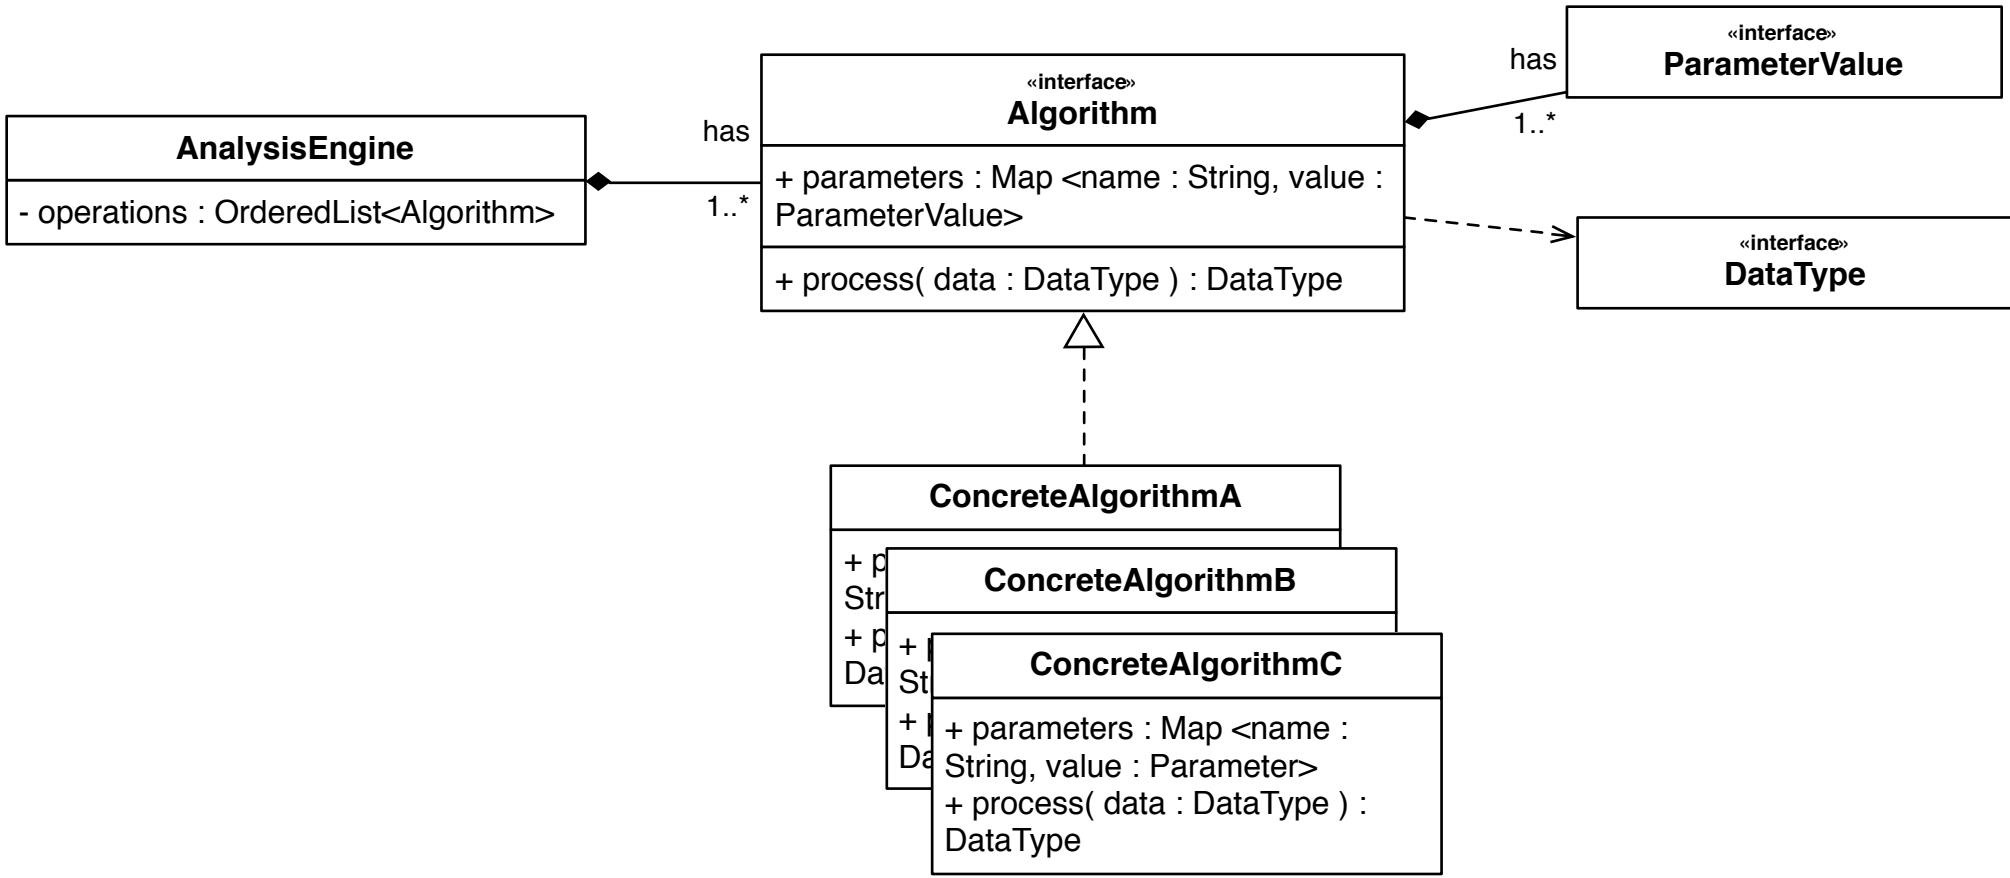 AnalysisEngine
- operations : OrderedList<Algorithm>
has
1..*
«interface»
Algorithm
+ parameters : Map <name : String, value :
ParameterValue>
+ process( data : DataType ) : DataType
has
1..*
«interface»
ParameterValue
«interface»
DataType
ConcreteAlgorithmA
+ p
Str
+ p
Da
ConcreteAlgorithmB
+ p
St
+ p
Da
ConcreteAlgorithmC
+ parameters : Map <name :
String, value : Parameter>
+ process( data : DataType ) :
DataType